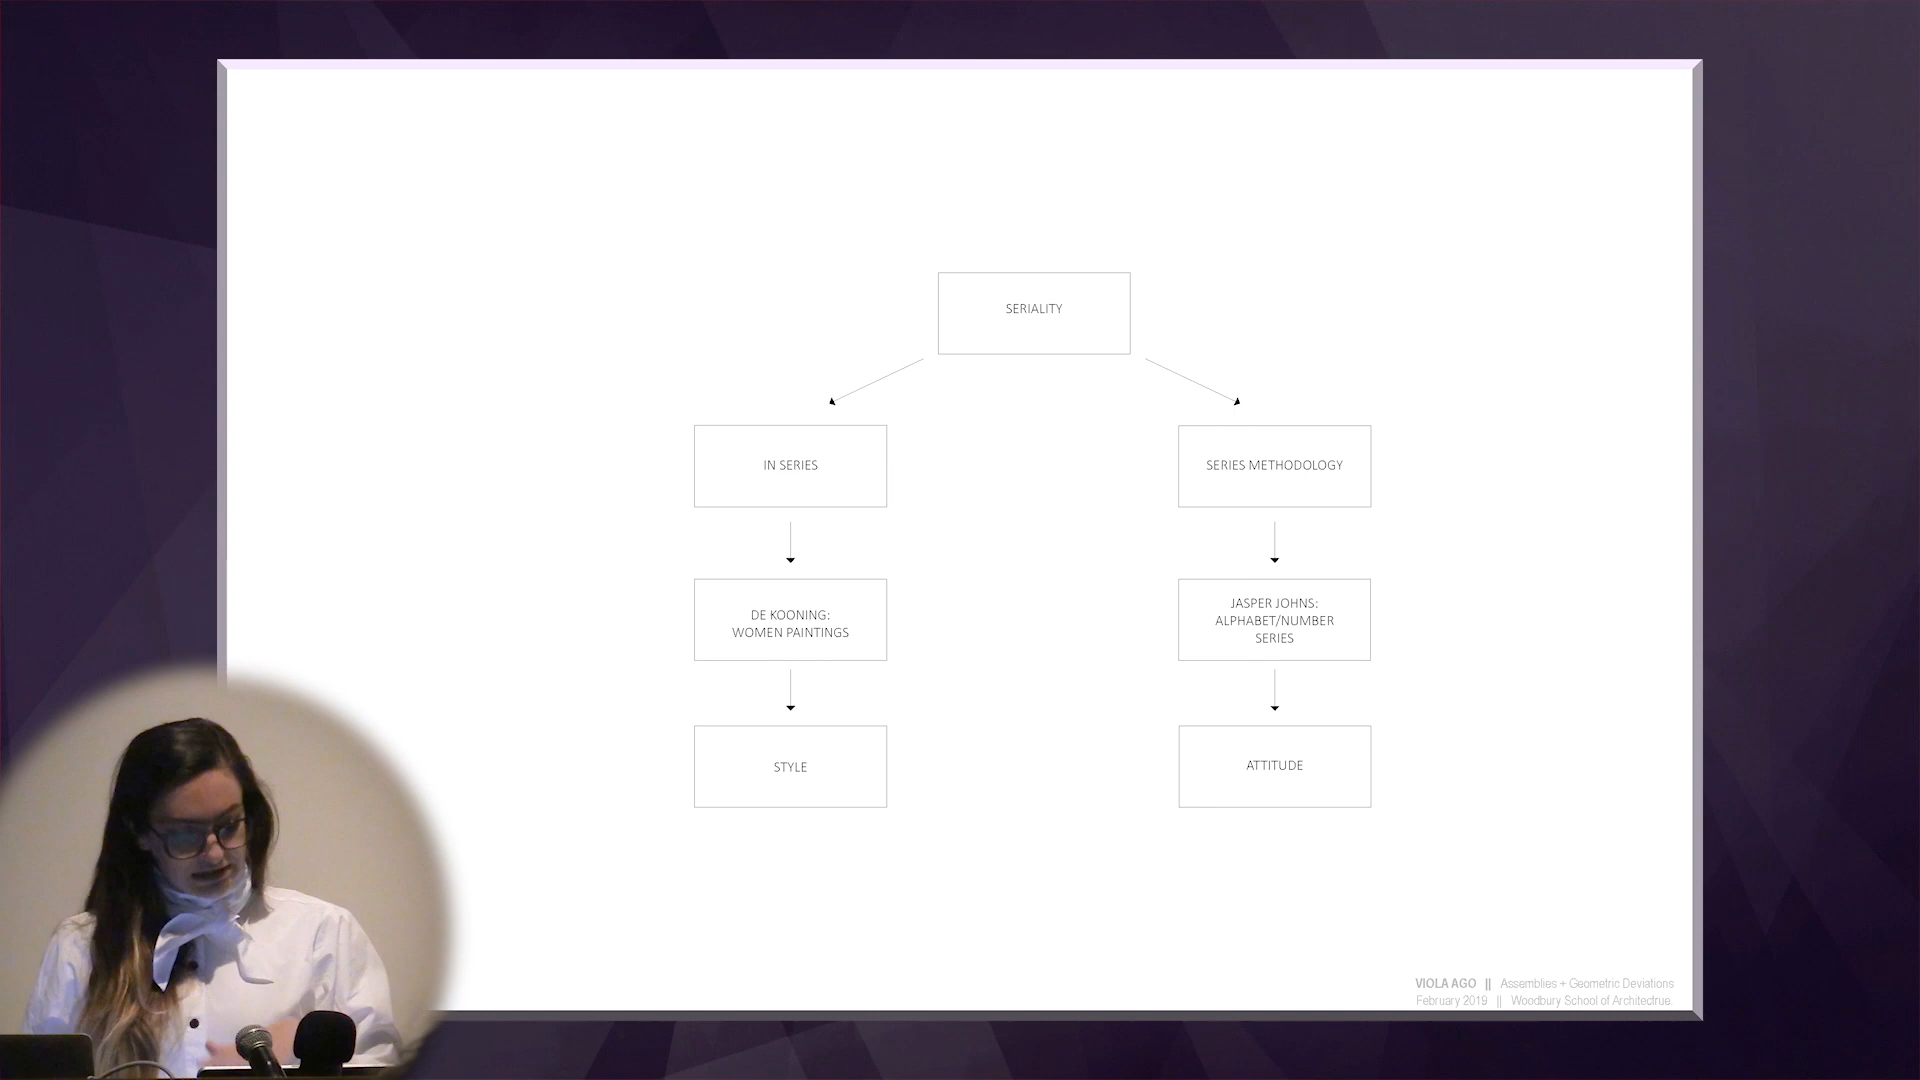 SERIALITY
IN SERIES
SERIES METHODOLOGY
DE KOONING:
WOMEN PAINTINGS
JASPER JOHNS:
ALPHABET/NUMBER
SERIES
STYLE
ATTITUDE
VIOLA AGO || Assemblies + Geometric Deviations
February 2019 || Woodbury School of Architectrue.